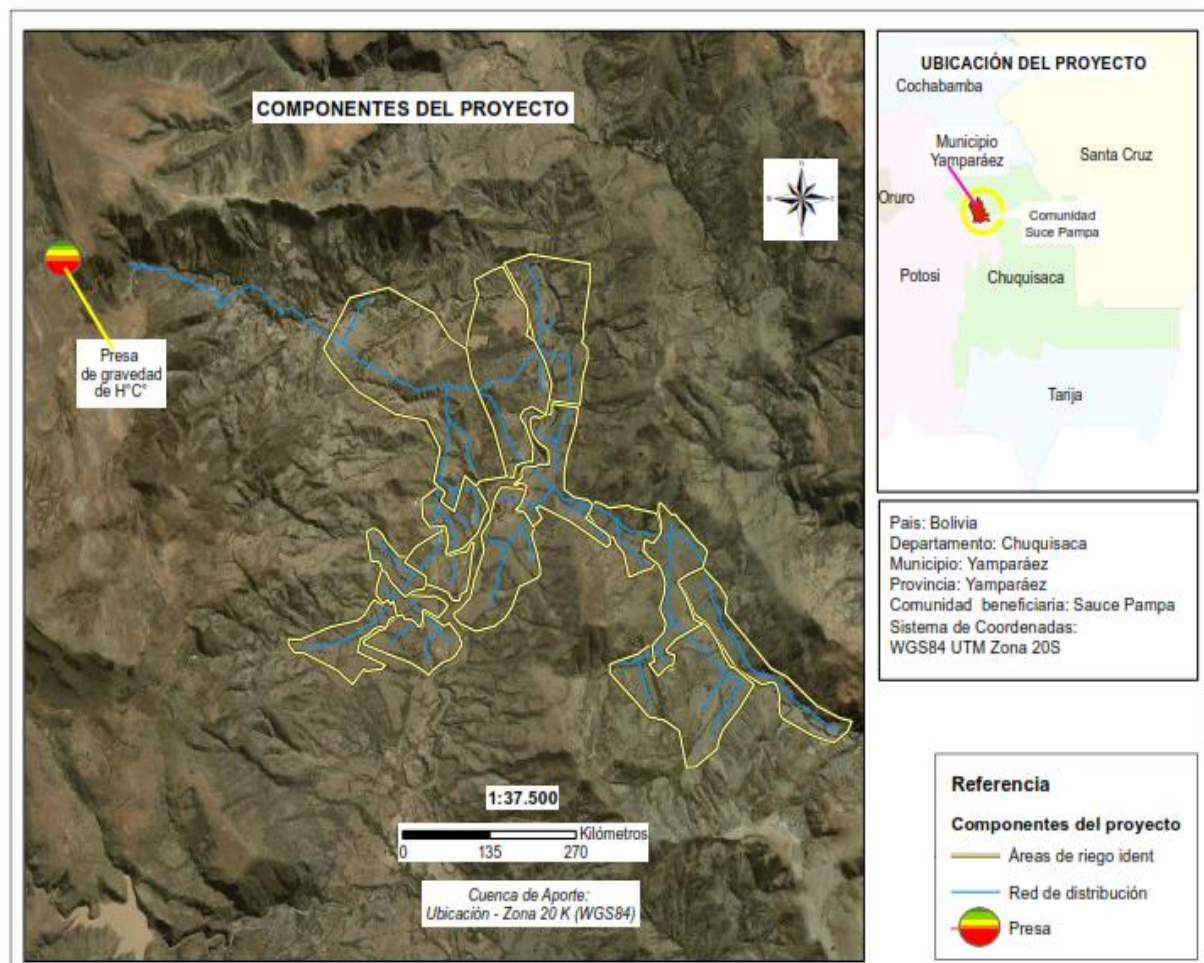 COMPONENTES DEL PROYECTO
N
Presa
de gravedad
de H°C°
1:37.500
Kilómetros
0 135 270
Cuenca de Aporte:
Ubicación - Zona 20 K (WGS84)
UBICACIÓN DEL PROYECTO
Cochabamba
Municipio
Yamparáez
Santa Cruz
Oruro
Comunidad
Suce Pampa
Potosi
Chuquisaca
Tarija
Pais: Bolivia
Departamento: Chuquisaca
Municipio: Yamparáez
Provincia: Yamparáez
Comunidad beneficiaria: Sauce Pampa
Sistema de Coordenadas:
WGS84 UTM Zona 20S
Referencia
Componentes del proyecto
Áreas de riego ident
Red de distribución
Presa